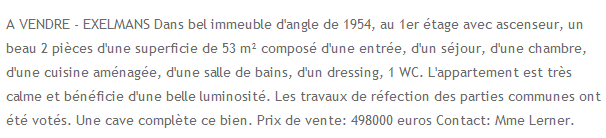 A VENDRE - EXELMANS Dans bel immeuble d'angle de 1954, au 1er étage avec ascenseur, un
beau 2 pièces d'une superficie de 53 m² composé d'une entrée, d'un séjour, d'une chambre,
d'une cuisine aménagée, d'une salle de bains, d'un dressing, 1 WC. L'appartement est très
calme et bénéficie d'une belle luminosité. Les travaux de réfection des parties communes ont
été votés. Une cave complète ce bien. Prix de vente: 498000 euros Contact: Mme Lerner.